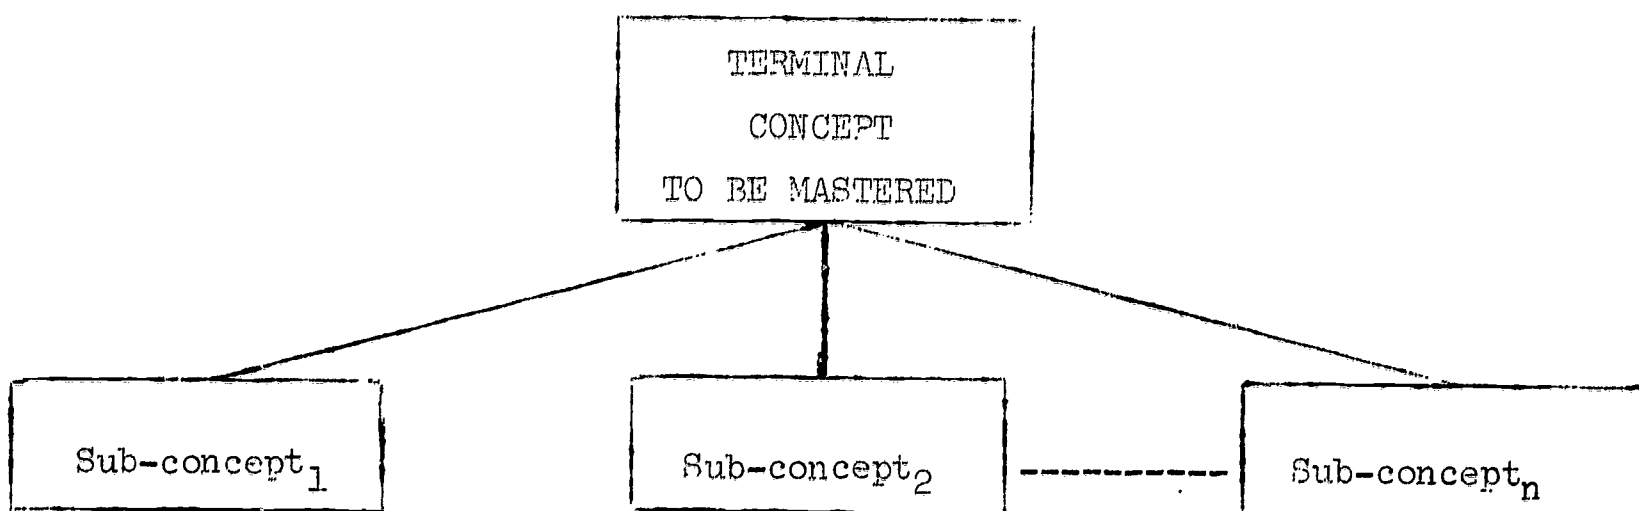 TERMINAL
CONCEPT
TO BE MASTERED
Sub-concept₁
Sub-concept₂
Sub-conceptₙ